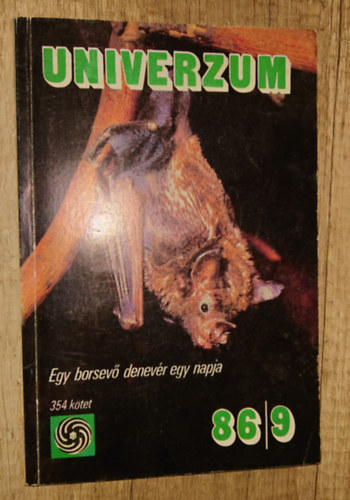 UNIVERZUM
Egy borsevő denevér egy napja
354 kötet
86|9